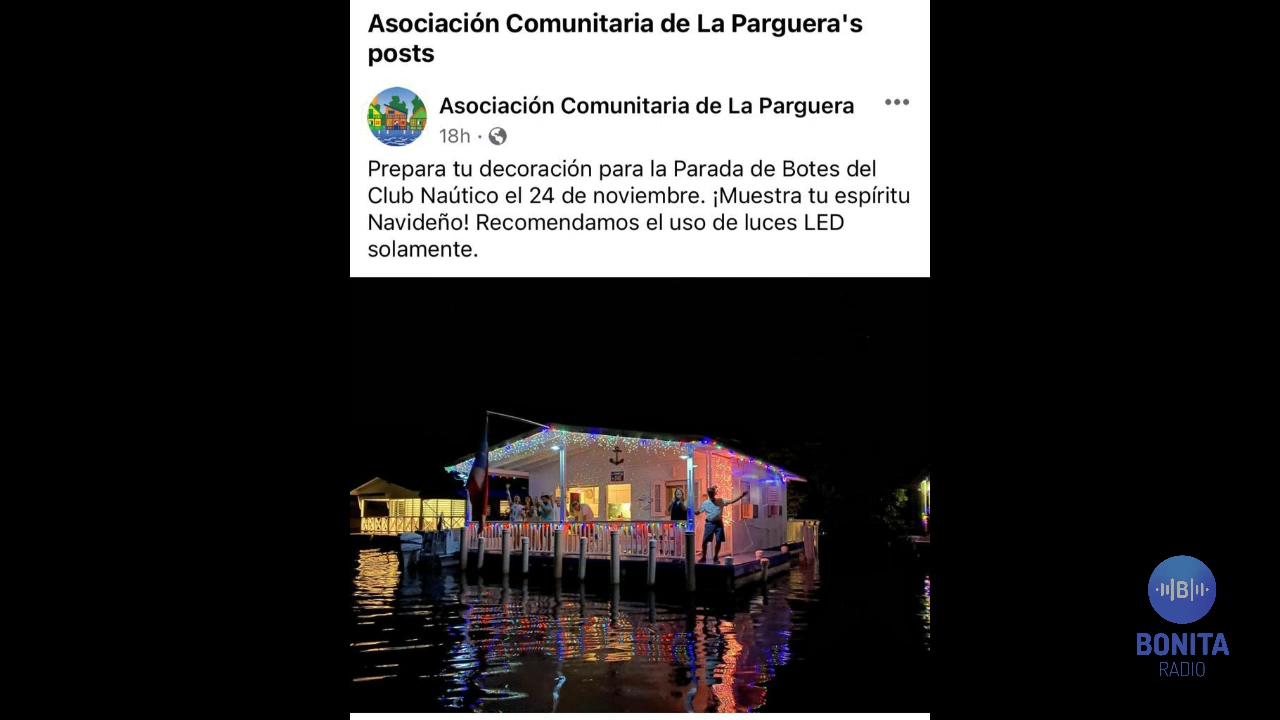 Asociación Comunitaria de La Parguera's
posts
Asociación Comunitaria de La Parguera
18h ·
Prepara tu decoración para la Parada de Botes del
Club Naútico el 24 de noviembre. ¡Muestra tu espíritu
Navideño! Recomendamos el uso de luces LED
solamente.
B
BONITA
RADIO